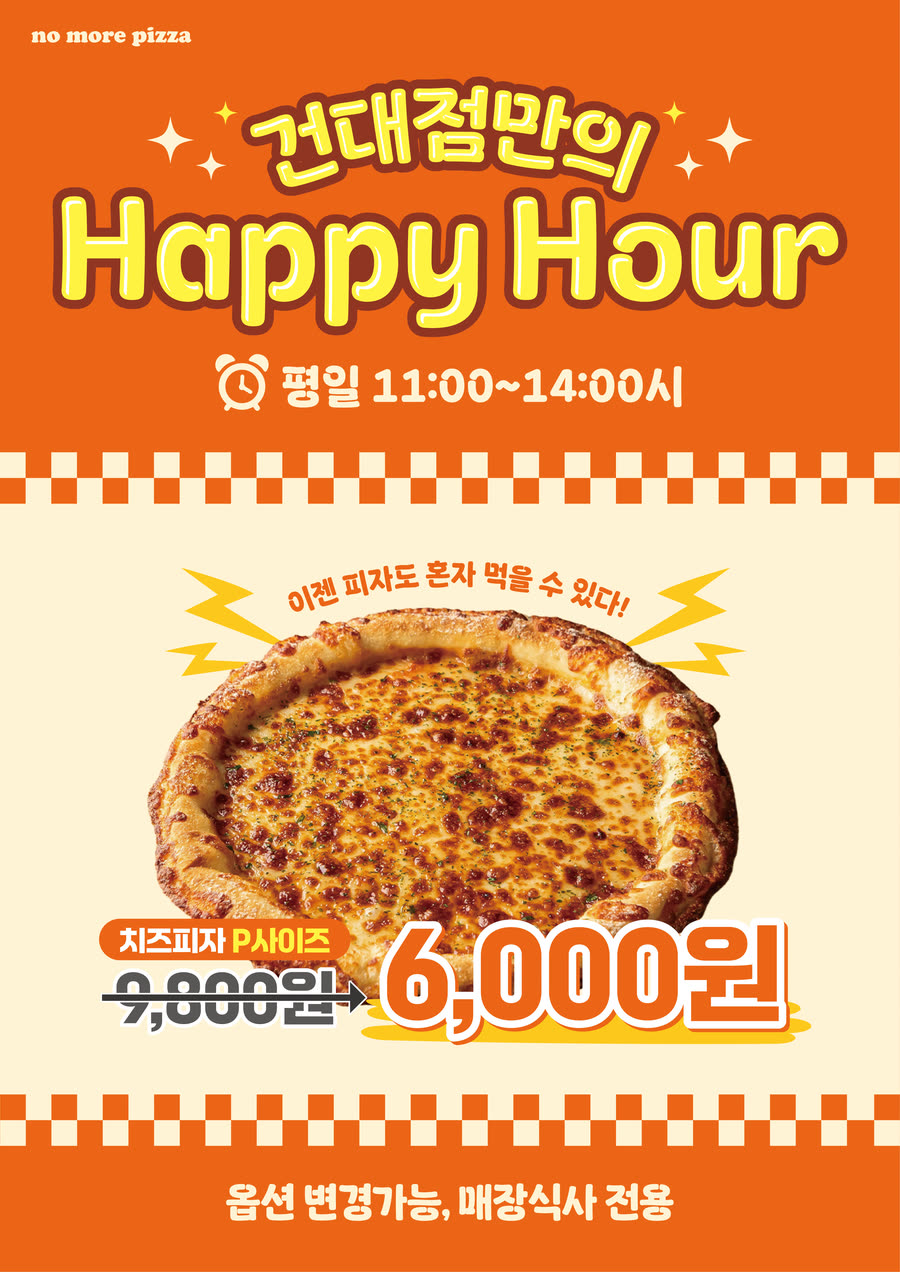 no more pizza
건대점만의
Happy Hour
평일 11:00~14:00시
이젠 피자도 혼자 먹을 수 있다!
치즈피자 P사이즈
9,800원
6,000원
옵션 변경가능, 매장식사 전용